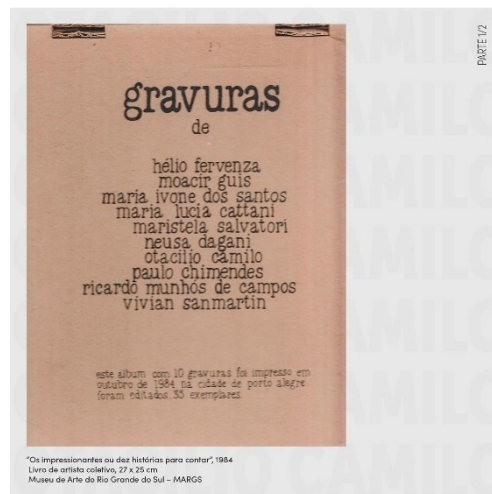 PARTE 1/2
gravuras
de
hélio fervenza
moacir guis
maria ivone dos santos
maria lucia cattani
maristela salvatori
neusa dagani
otacílio camilo
paulo chimendes
ricardo munhós de campos
vivian sanmartin
este álbum com 10 gravuras foi impresso em
outubro de 1984, na cidade de porto alegre.
foram editados 35 exemplares.
"Os impressionantes ou dez histórias para contar", 1984
Livro de artista coletivo, 27 x 25 cm
Museu de Arte do Rio Grande do Sul – MARGS